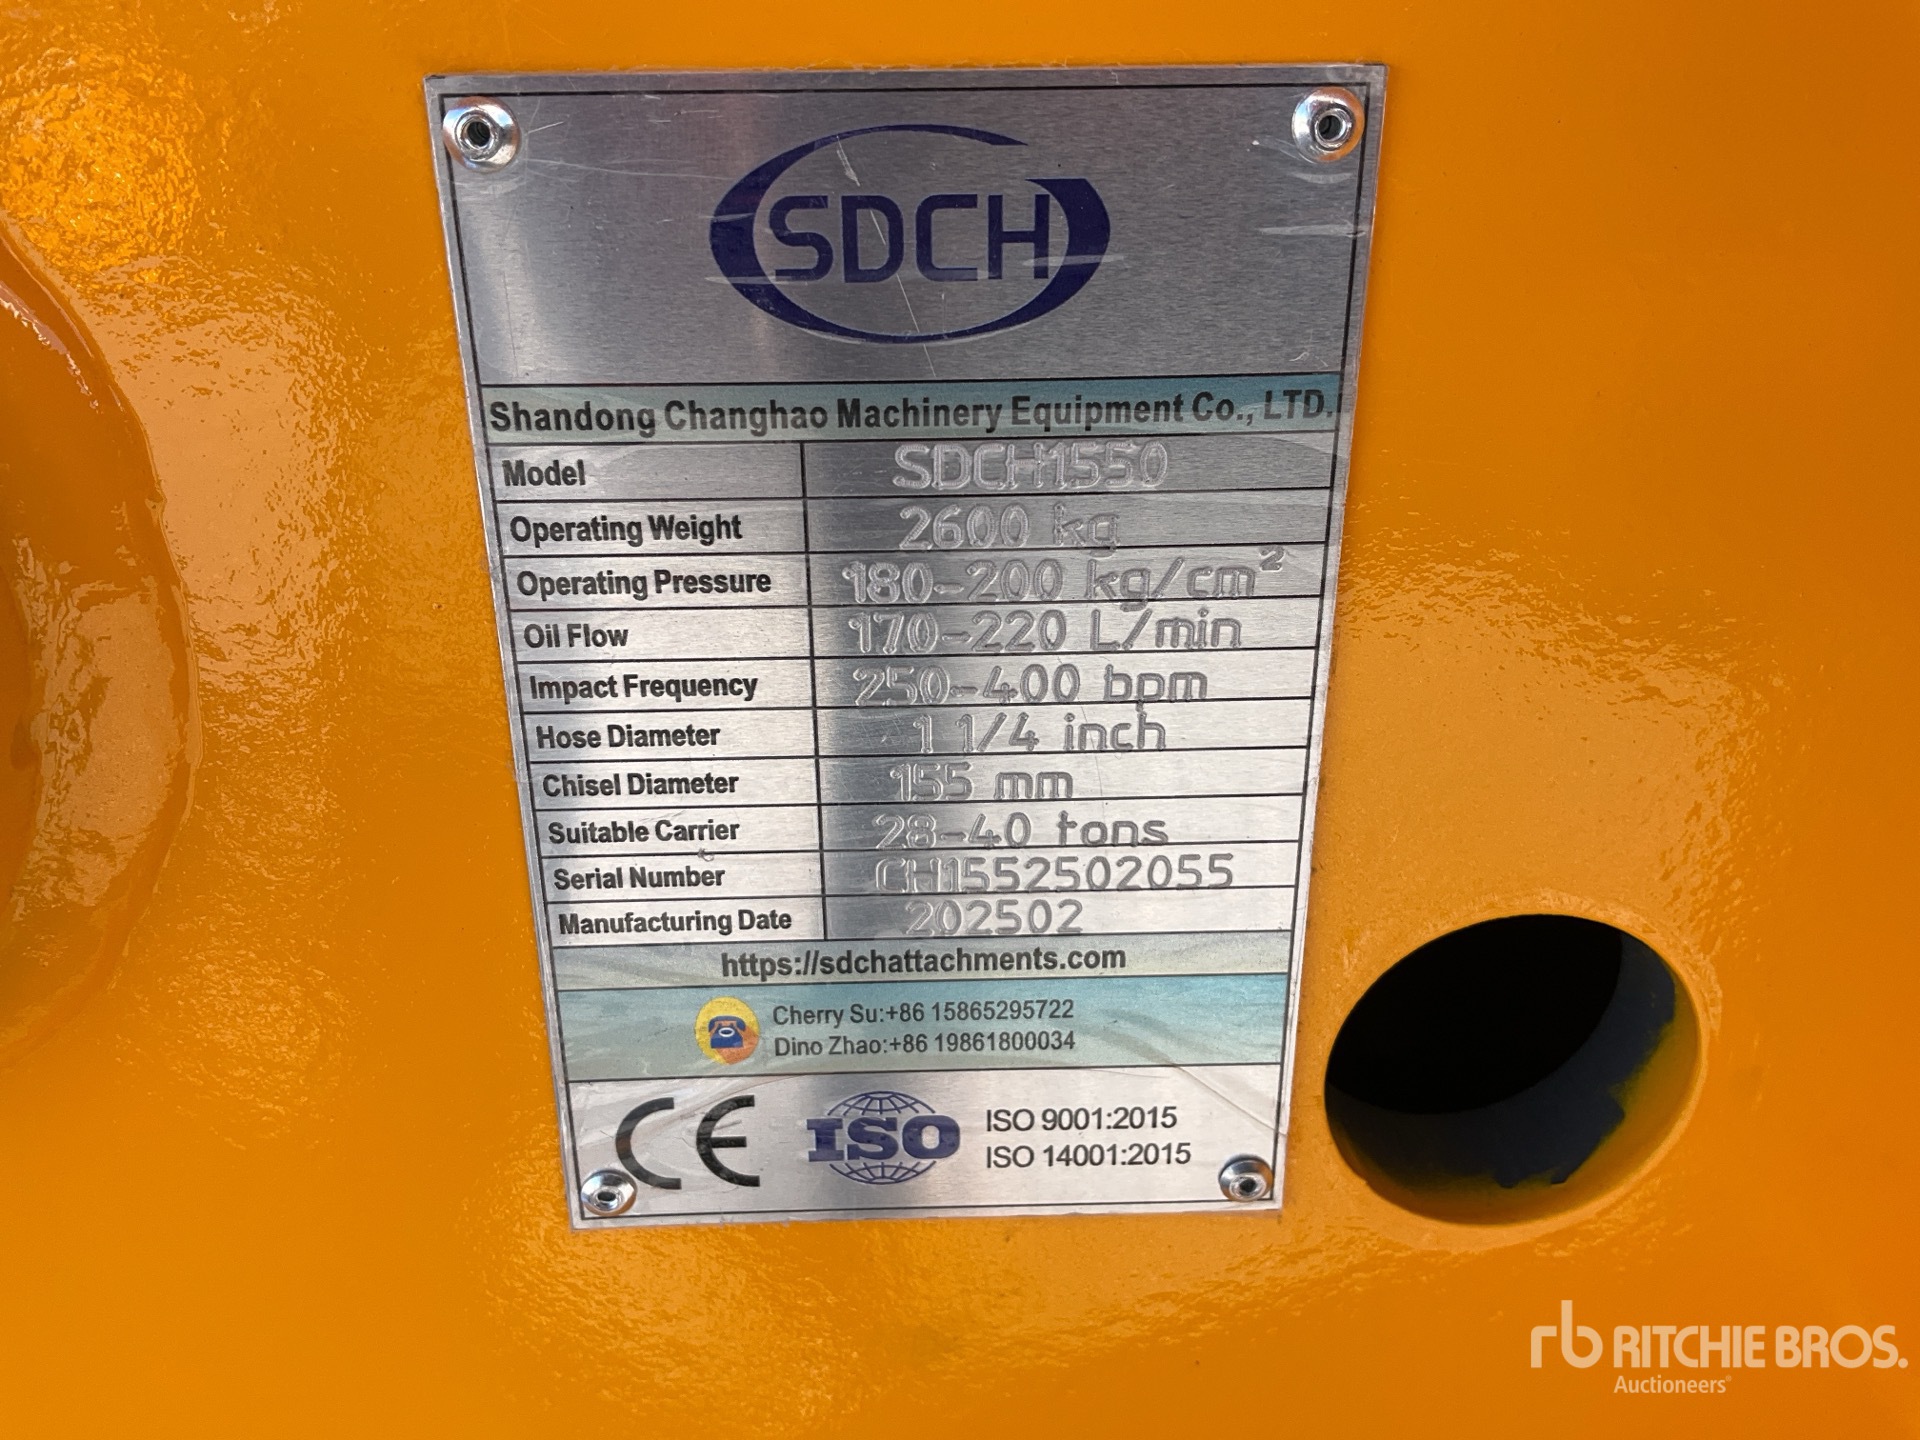 SDCH
Shandong Changhao Machinery Equipment Co., LTD.
Model SDCH1550
Operating Weight 2600 kg
Operating Pressure 180-200 kg/cm²
Oil Flow 170-220 L/min
Impact Frequency 250-400 bpm
Hose Diameter 1 1/4 inch
Chisel Diameter 155 mm
Suitable Carrier 28-40 tons
Serial Number CH1552502055
Manufacturing Date 202502
https://sdchattachments.com
Cherry Su:+86 15865295722
Dino Zhao:+86 19861800034
CE ISO ISO 9001:2015
ISO 14001:2015
rb RITCHIE BROS.
Auctioneers®